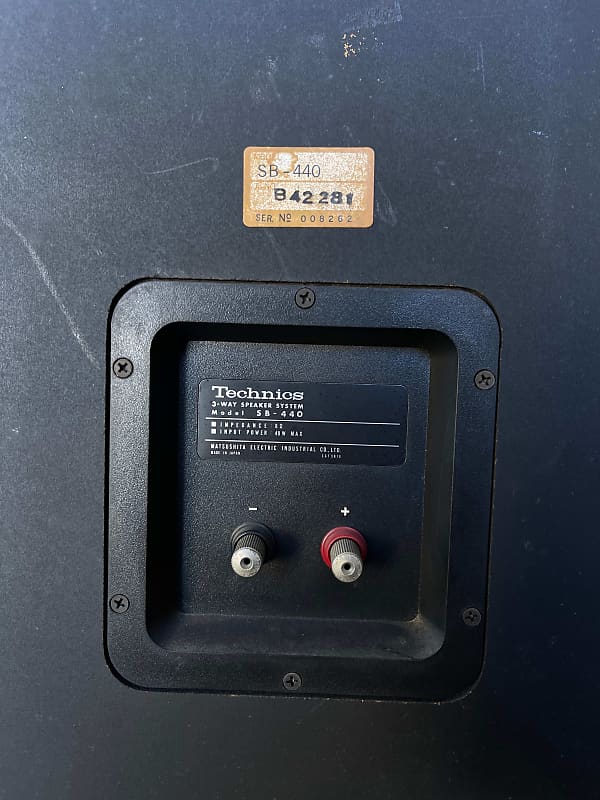 SB-440
B42281
SER. Nº 008262
Technics
3-WAY SPEAKER SYSTEM
Model SB-440
■ IMPEDANCE 8Ω
■ INPUT POWER 40W MAX
MATSUSHITA ELECTRIC INDUSTRIAL CO., LTD.
MADE IN JAPAN
− +